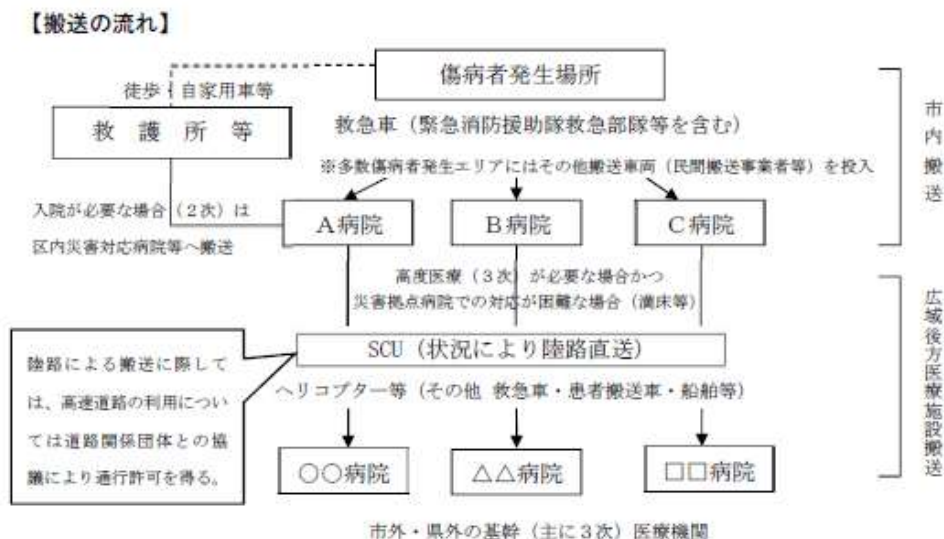 【搬送の流れ】
傷病者発生場所
徒歩・自家用車等
救護所等
救急車（緊急消防援助隊救急部隊等を含む）
※多数傷病者発生エリアにはその他搬送車両（民間搬送事業者等）を投入
市内搬送
入院が必要な場合（２次）は
区内災害対応病院等へ搬送
Ａ病院
Ｂ病院
Ｃ病院
高度医療（３次）が必要な場合かつ
災害拠点病院での対応が困難な場合（満床等）
SCU（状況により陸路直送）
陸路による搬送に際して
は、高速道路の利用につい
ては道路関係団体との協
議により通行許可を得る。
ヘリコプター等（その他 救急車・患者搬送車・船舶等）
広域後方医療施設搬送
○○病院
△△病院
□□病院
市外・県外の基幹（主に３次）医療機関